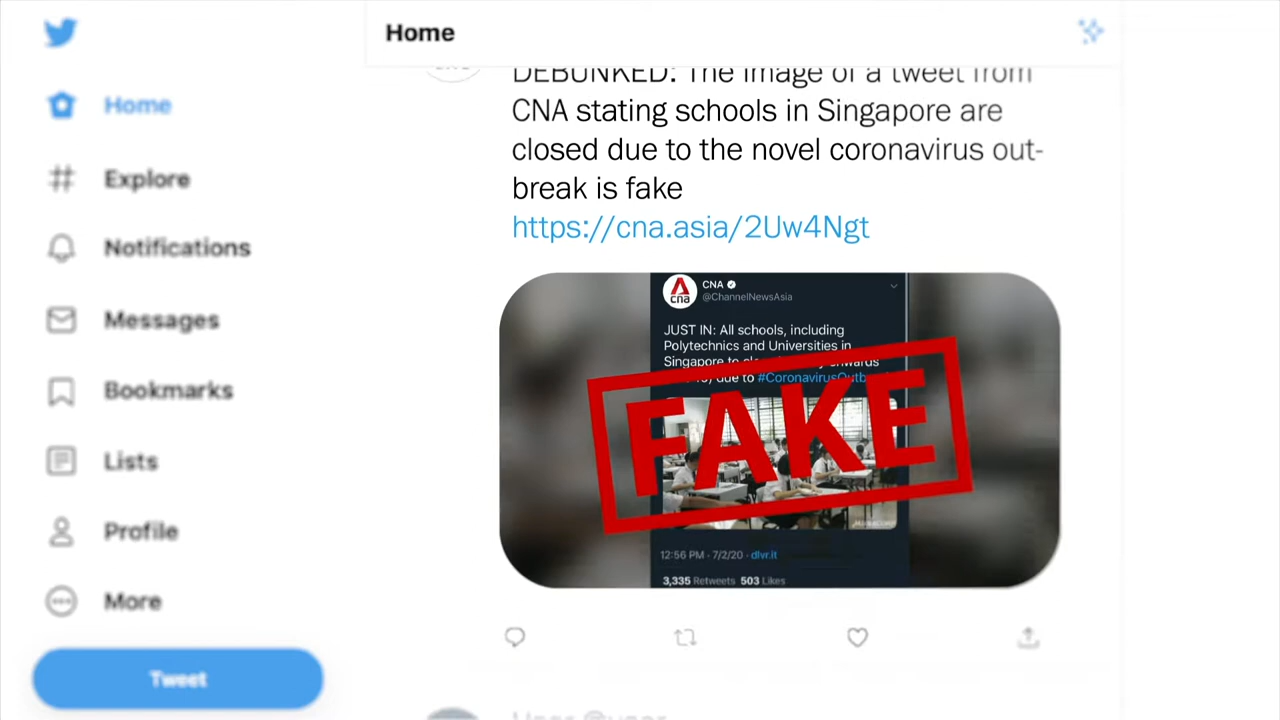 Home
Home
Explore
Notifications
Messages
Bookmarks
Lists
Profile
More
Tweet
DEBUNKED: The image of a tweet from
CNA stating schools in Singapore are
closed due to the novel coronavirus out-
break is fake
https://cna.asia/2Uw4Ngt
cna
CNA
@ChannelNewsAsia
JUST IN: All schools, including
Polytechnics and Universities in
Singapore to
due to #CoronavirusOutb
FAKE
12:56 PM · 7/2/20 · dlvr.it
3,335 Retweets 503 Likes